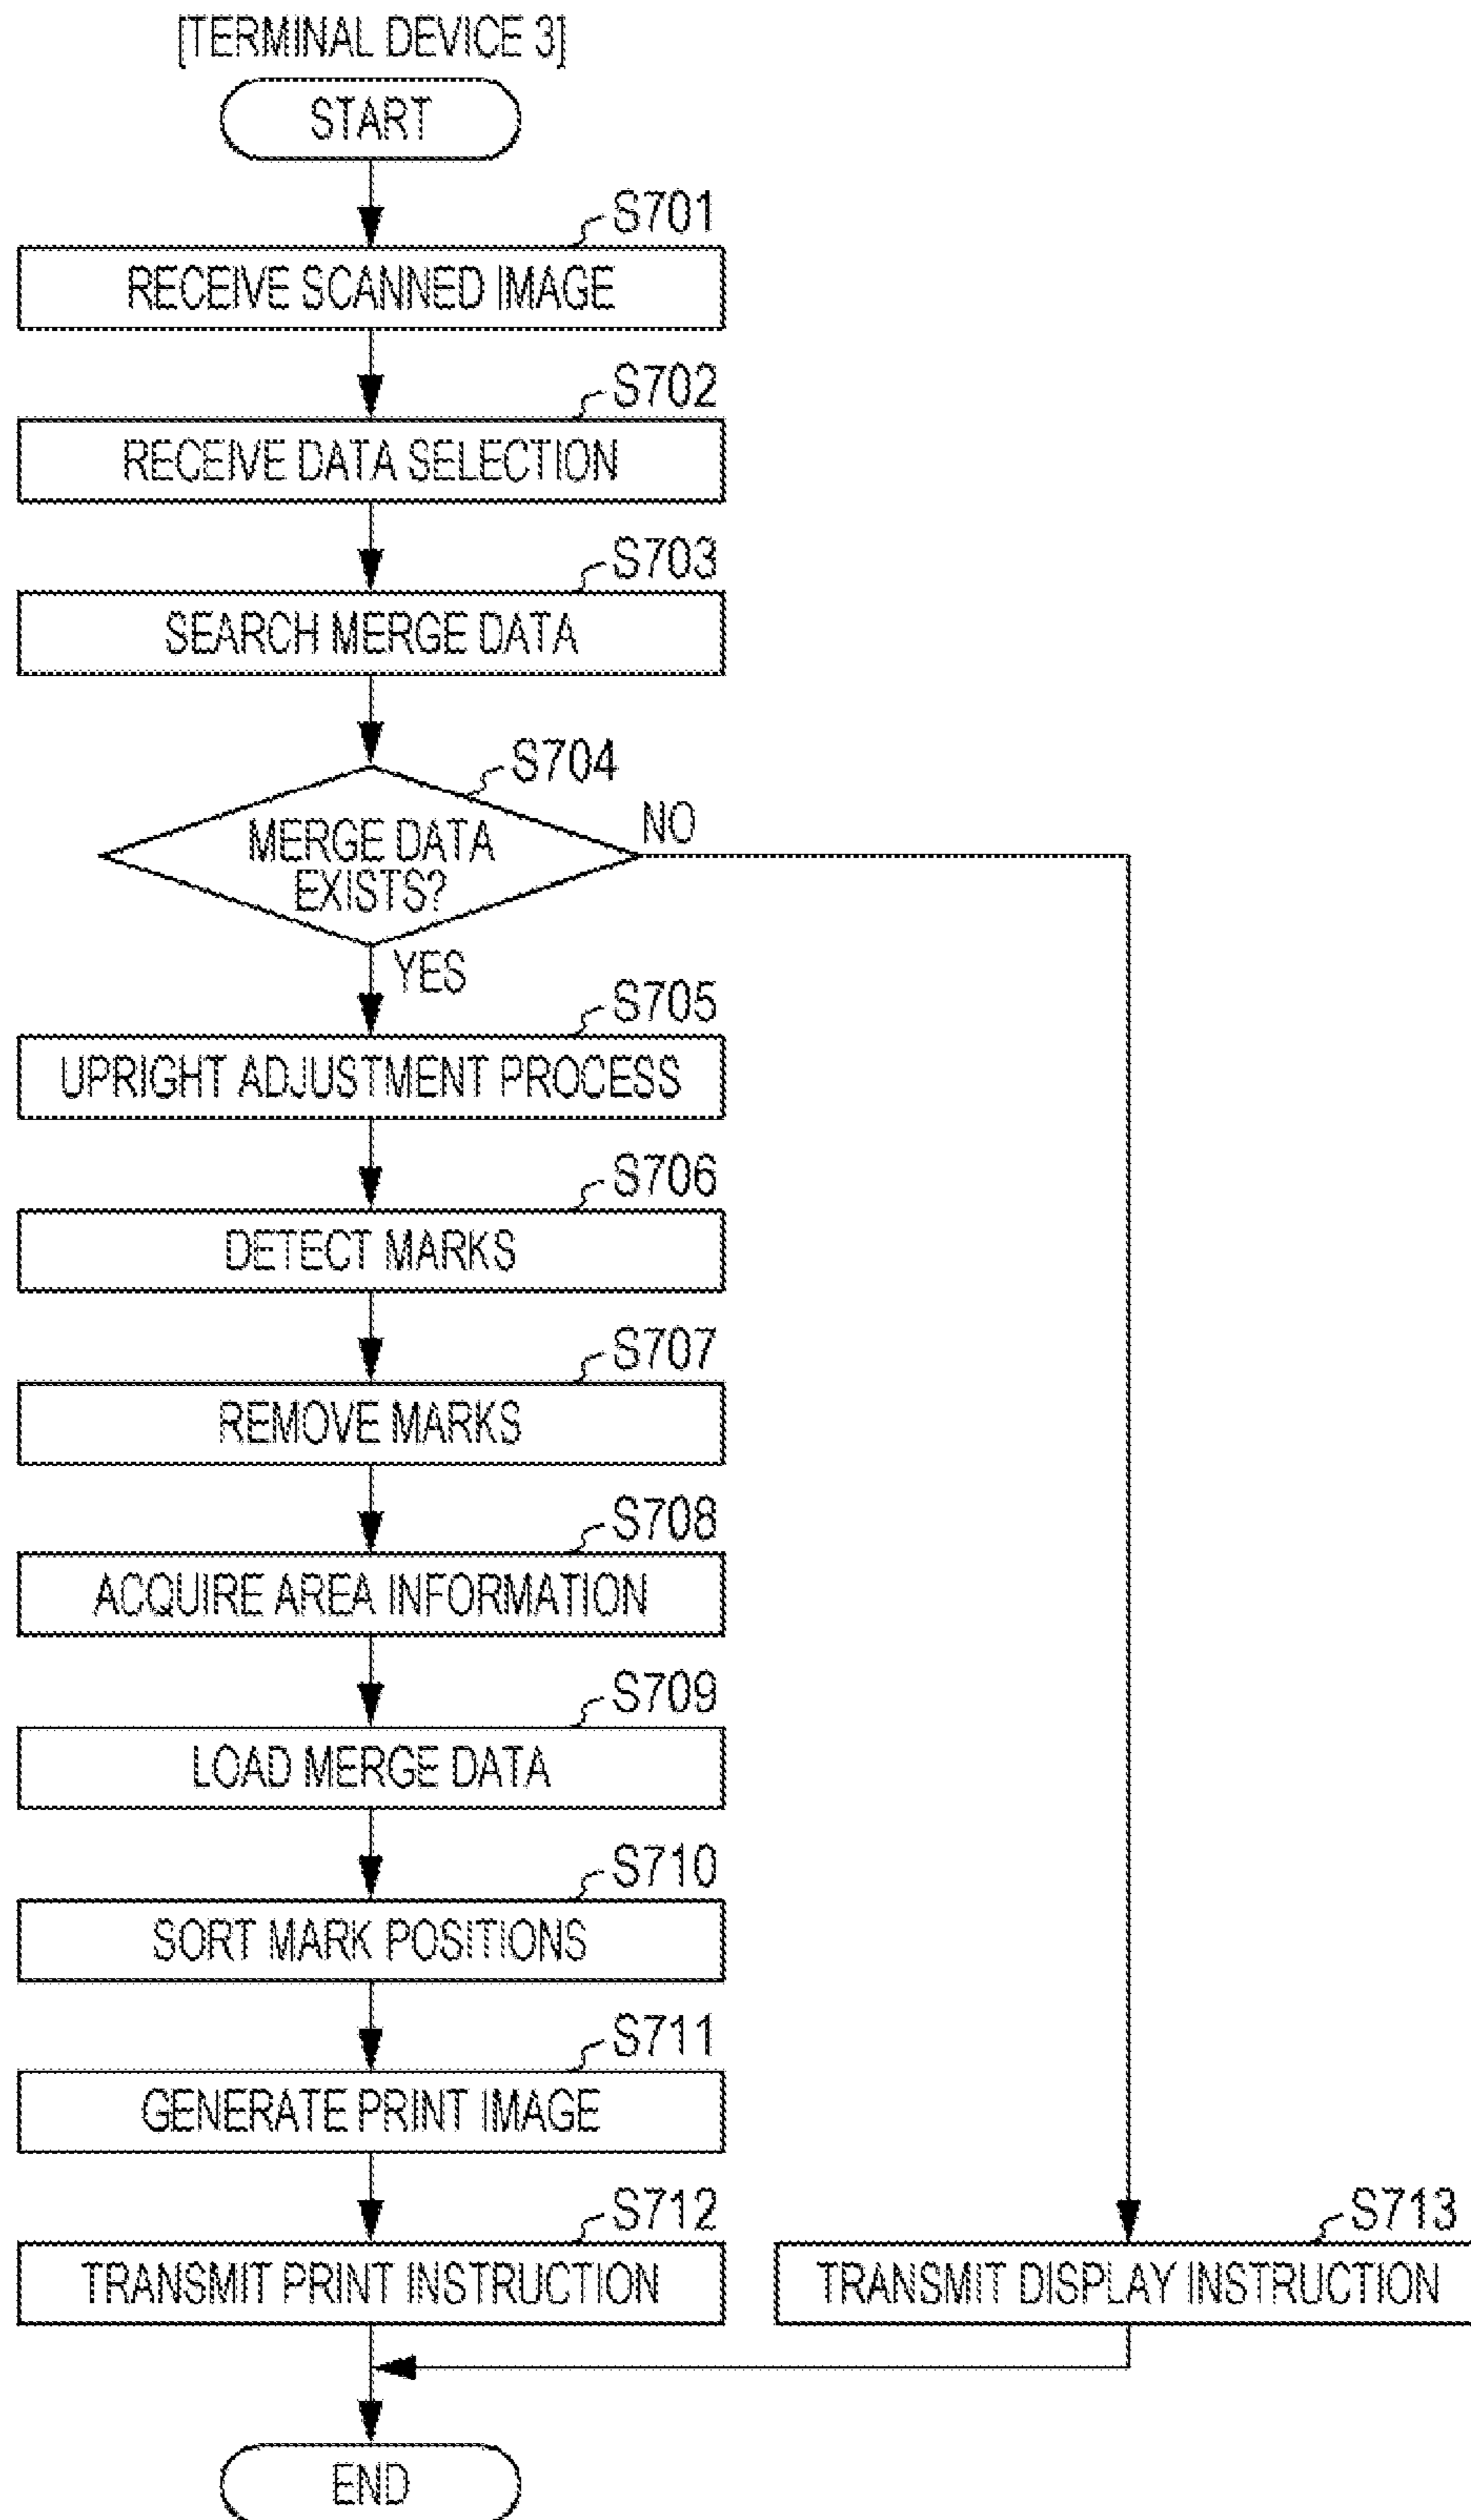 [TERMINAL DEVICE 3]
START
S701
RECEIVE SCANNED IMAGE
S702
RECEIVE DATA SELECTION
S703
SEARCH MERGE DATA
S704
MERGE DATA
EXISTS?
NO
YES
S705
UPRIGHT ADJUSTMENT PROCESS
S706
DETECT MARKS
S707
REMOVE MARKS
S708
ACQUIRE AREA INFORMATION
S709
LOAD MERGE DATA
S710
SORT MARK POSITIONS
S711
GENERATE PRINT IMAGE
S712
TRANSMIT PRINT INSTRUCTION
S713
TRANSMIT DISPLAY INSTRUCTION
END